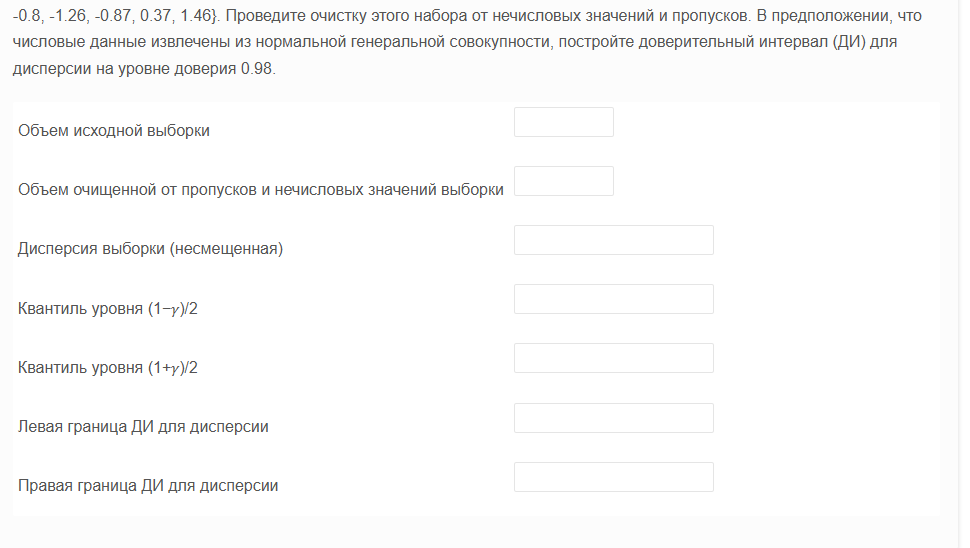 -0.8, -1.26, -0.87, 0.37, 1.46}. Проведите очистку этого набора от нечисловых значений и пропусков. В предположении, что
числовые данные извлечены из нормальной генеральной совокупности, постройте доверительный интервал (ДИ) для
дисперсии на уровне доверия 0.98.
Объем исходной выборки
Объем очищенной от пропусков и нечисловых значений выборки
Дисперсия выборки (несмещенная)
Квантиль уровня (1−γ)/2
Квантиль уровня (1+γ)/2
Левая граница ДИ для дисперсии
Правая граница ДИ для дисперсии